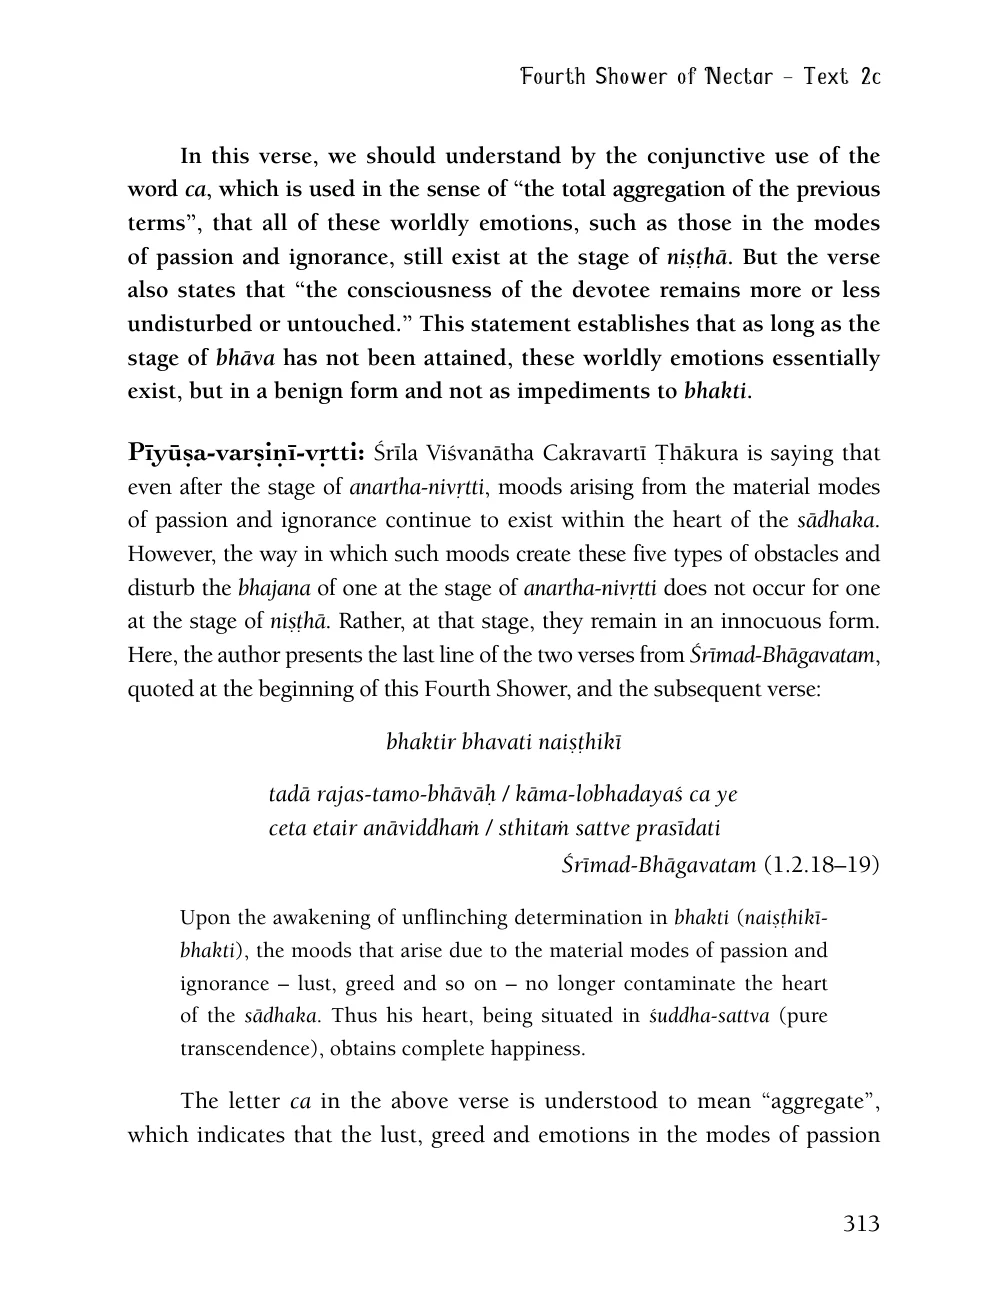 Fourth Shower of Nectar – Text 2c
In this verse, we should understand by the conjunctive use of the
word ca, which is used in the sense of “the total aggregation of the previous
terms”, that all of these worldly emotions, such as those in the modes
of passion and ignorance, still exist at the stage of niṣṭhā. But the verse
also states that “the consciousness of the devotee remains more or less
undisturbed or untouched.” This statement establishes that as long as the
stage of bhāva has not been attained, these worldly emotions essentially
exist, but in a benign form and not as impediments to bhakti.
Pīyūṣa-varṣiṇī-vṛtti: Śrīla Viśvanātha Cakravartī Ṭhākura is saying that
even after the stage of anartha-nivṛtti, moods arising from the material modes
of passion and ignorance continue to exist within the heart of the sādhaka.
However, the way in which such moods create these five types of obstacles and
disturb the bhajana of one at the stage of anartha-nivṛtti does not occur for one
at the stage of niṣṭhā. Rather, at that stage, they remain in an innocuous form.
Here, the author presents the last line of the two verses from Śrīmad-Bhāgavatam,
quoted at the beginning of this Fourth Shower, and the subsequent verse:
bhaktir bhavati naiṣṭhikī
tadā rajas-tamo-bhāvāḥ / kāma-lobhadayaś ca ye
ceta etair anāviddhaṁ / sthitaṁ sattve prasīdati
Śrīmad-Bhāgavatam (1.2.18–19)
Upon the awakening of unflinching determination in bhakti (naiṣṭhikī-
bhakti), the moods that arise due to the material modes of passion and
ignorance – lust, greed and so on – no longer contaminate the heart
of the sādhaka. Thus his heart, being situated in śuddha-sattva (pure
transcendence), obtains complete happiness.
The letter ca in the above verse is understood to mean “aggregate”,
which indicates that the lust, greed and emotions in the modes of passion
313